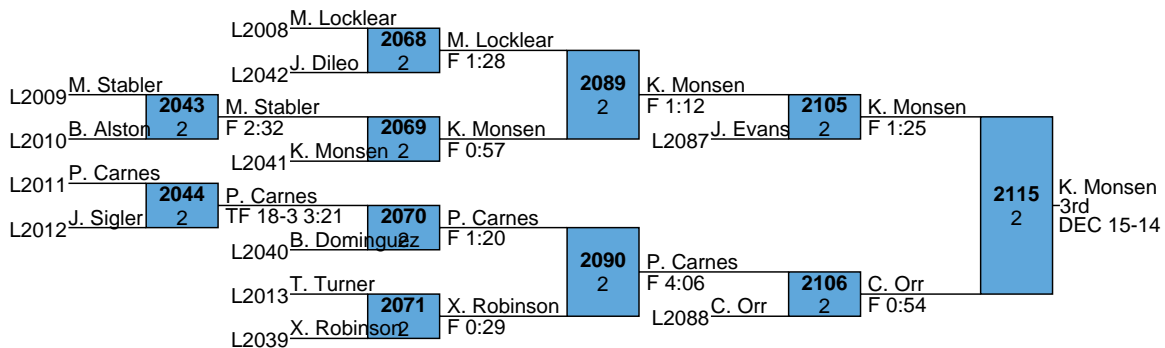 L2008
M. Locklear
2068
2
L2042
J. Dileo
M. Locklear
F 1:28
L2009
M. Stabler
2043
2
L2010
B. Alston
M. Stabler
F 2:32
2069
2
L2041
K. Monsen
K. Monsen
F 0:57
2089
2
K. Monsen
F 1:12
L2087
J. Evans
2105
2
K. Monsen
F 1:25
L2011
P. Carnes
2044
2
L2012
J. Sigler
P. Carnes
TF 18-3 3:21
2070
2
L2040
B. Dominguez
P. Carnes
F 1:20
L2013
T. Turner
2071
2
L2039
X. Robinson
X. Robinson
F 0:29
2090
2
P. Carnes
F 4:06
L2088
C. Orr
2106
2
C. Orr
F 0:54
2115
2
K. Monsen
3rd
DEC 15-14